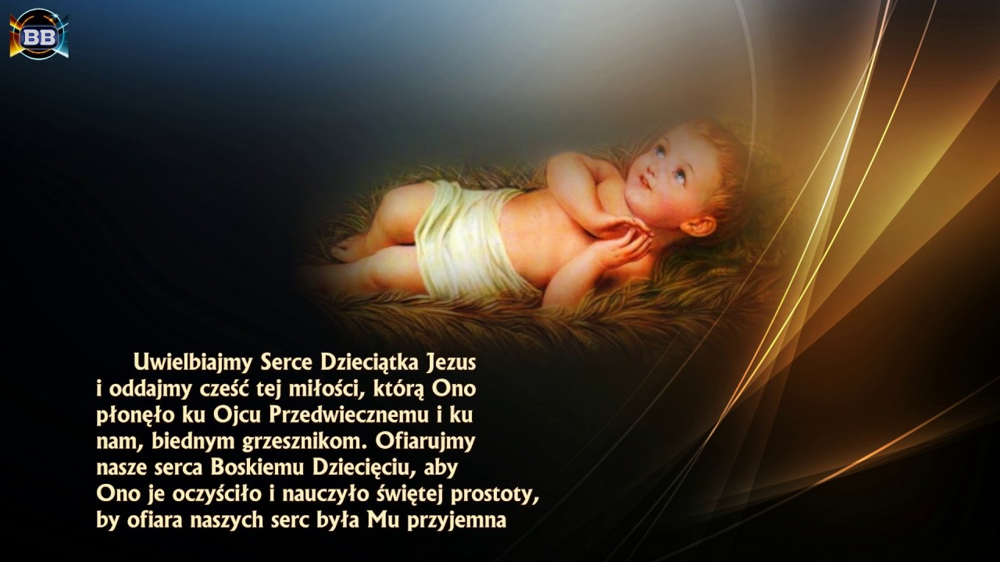 BB
Uwielbiajmy Serce Dzieciątka Jezus
i oddajmy cześć tej miłości, którą Ono
płonęło ku Ojcu Przedwiecznemu i ku
nam, biednym grzesznikom. Ofiarujmy
nasze serca Boskiemu Dziecięciu, aby
Ono je oczyściło i nauczyło świętej prostoty,
by ofiara naszych serc była Mu przyjemna